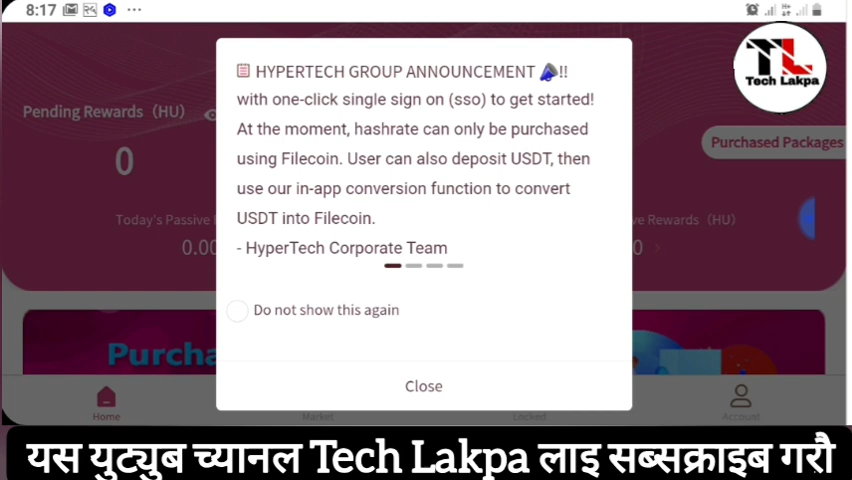 8:17
TL
Tech Lakpa
HYPERTECH GROUP ANNOUNCEMENT 📣!!
with one-click single sign on (sso) to get started!
At the moment, hashrate can only be purchased
using Filecoin. User can also deposit USDT, then
use our in-app conversion function to convert
USDT into Filecoin.
- HyperTech Corporate Team
Pending Rewards（HU）
0
Purchased Packages
Today's Passive
0.00
ve Rewards（HU）
0
Do not show this again
Purcha
Close
Home
Market
Locked
Account
यस युट्युब च्यानल Tech Lakpa लाइ सब्सक्राइब गरौ